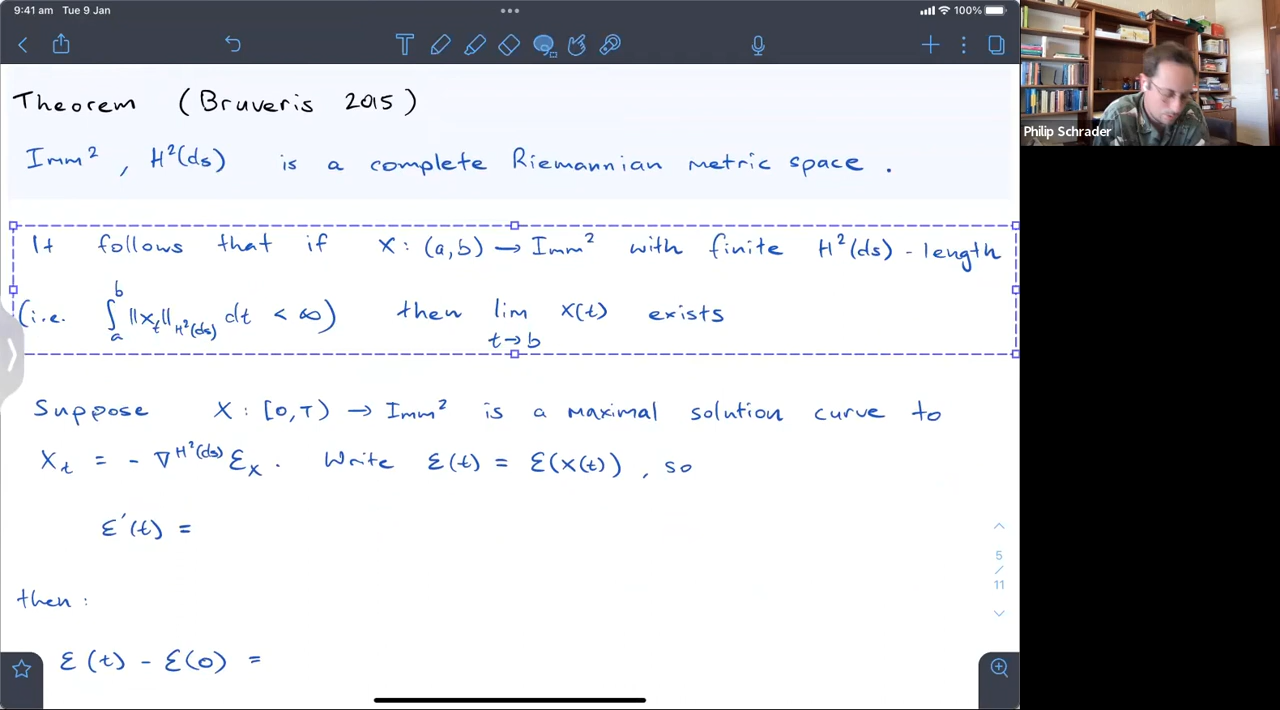 9:41 am Tue 9 Jan
100%
Theorem (Bruveris 2015)
Imm², H²(ds) is a complete Riemannian metric space.
It follows that if X : (a,b) → Imm² with finite H²(ds) - length
(i.e. ∫ₐᵇ ||xₜ||_H²(ds) dt < ∞) then lim t→b X(t) exists
Suppose X : [0,T) → Imm² is a maximal solution curve to
Xₜ = - ∇^H²(ds) ℰ_X. Write ℰ(t) = ℰ(X(t)), so
ℰ′(t) =
then :
ℰ(t) - ℰ(0) =
5
/
11
Philip Schrader